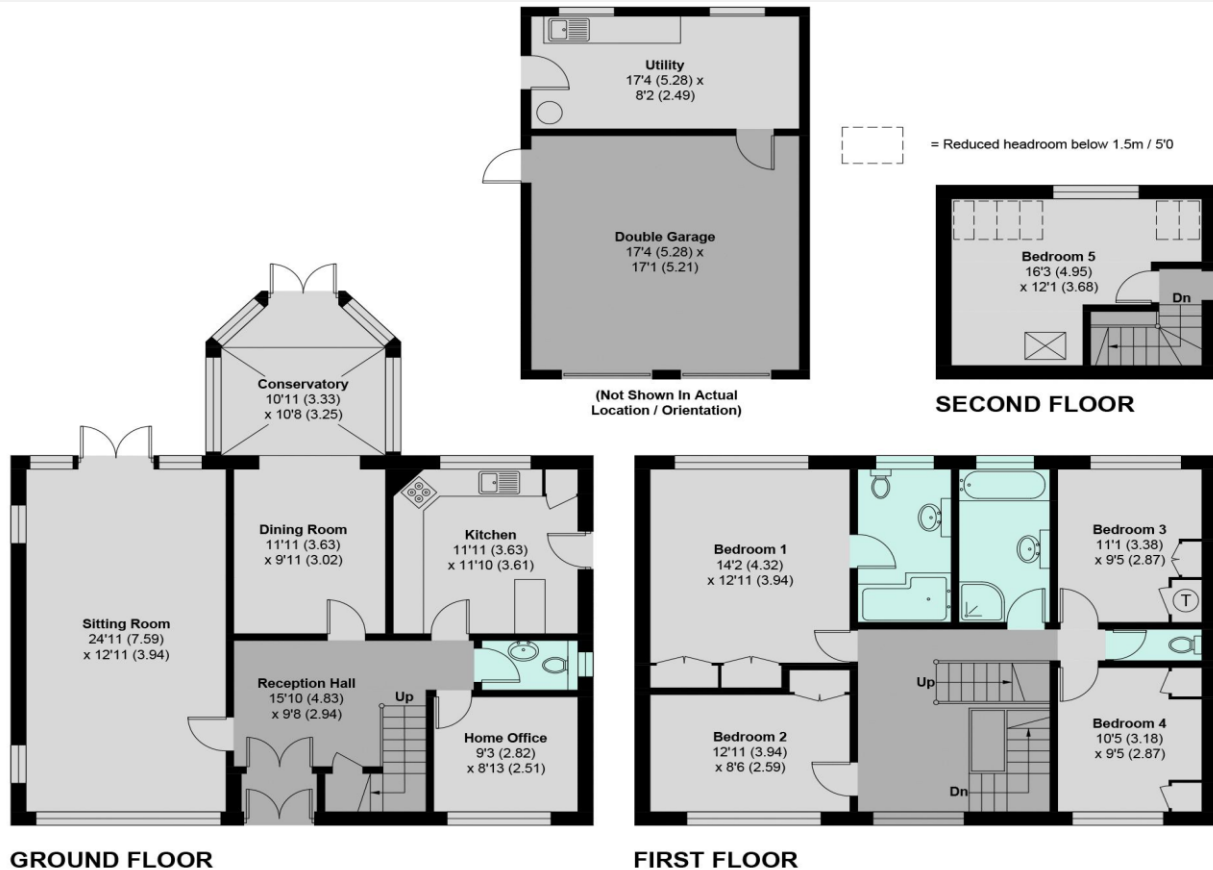 Utility
17'4 (5.28) x
8'2 (2.49)
Double Garage
17'4 (5.28) x
17'1 (5.21)
(Not Shown In Actual
Location / Orientation)
= Reduced headroom below 1.5m / 5'0
Bedroom 5
16'3 (4.95)
x 12'1 (3.68)
Dn
SECOND FLOOR
Conservatory
10'11 (3.33)
x 10'8 (3.25)
Dining Room
11'11 (3.63)
x 9'11 (3.02)
Kitchen
11'11 (3.63)
x 11'10 (3.61)
Sitting Room
24'11 (7.59)
x 12'11 (3.94)
Reception Hall
15'10 (4.83)
x 9'8 (2.94)
Up
Home Office
9'3 (2.82)
x 8'13 (2.51)
GROUND FLOOR
Bedroom 1
14'2 (4.32)
x 12'11 (3.94)
Bedroom 3
11'1 (3.38)
x 9'5 (2.87)
T
Up
Bedroom 2
12'11 (3.94)
x 8'6 (2.59)
Bedroom 4
10'5 (3.18)
x 9'5 (2.87)
Dn
FIRST FLOOR